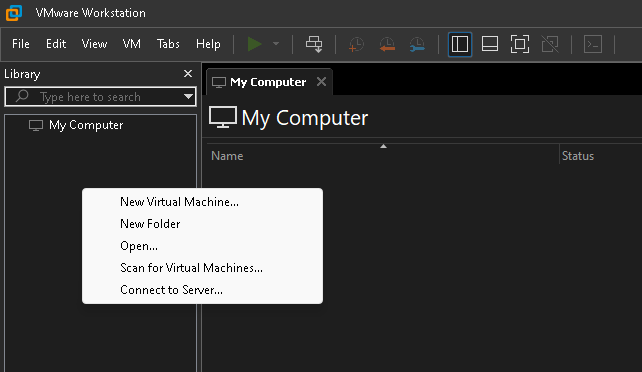 VMware Workstation
File Edit View VM Tabs Help
Library
Type here to search
My Computer
My Computer
My Computer
Name Status
New Virtual Machine...
New Folder
Open...
Scan for Virtual Machines...
Connect to Server...